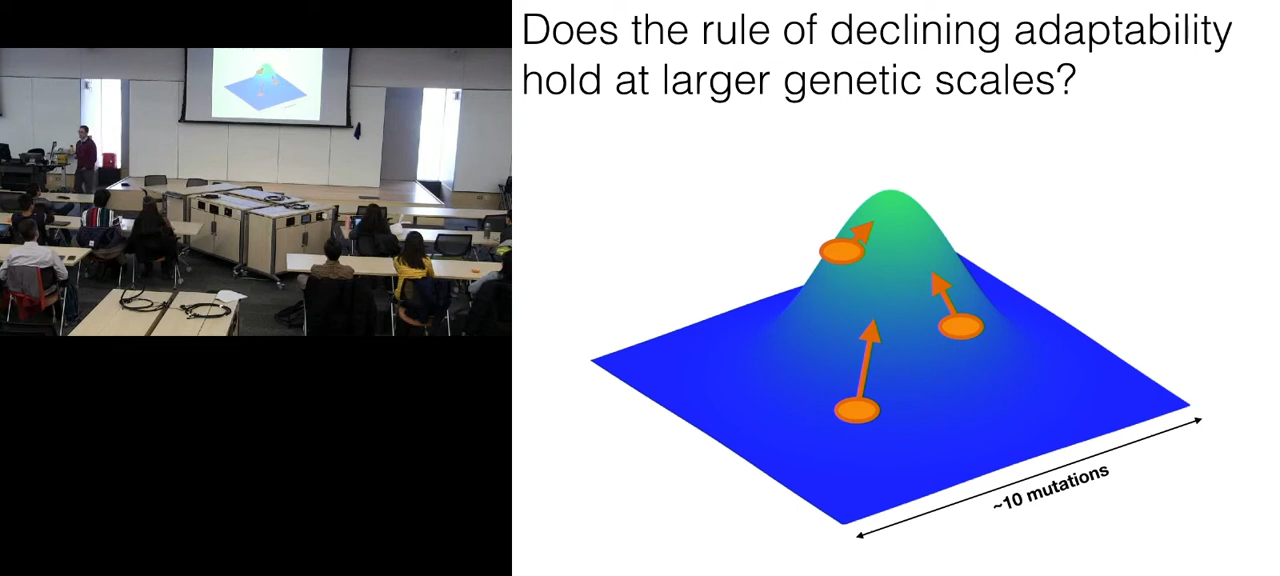 Does the rule of declining adaptability
hold at larger genetic scales?
~10 mutations